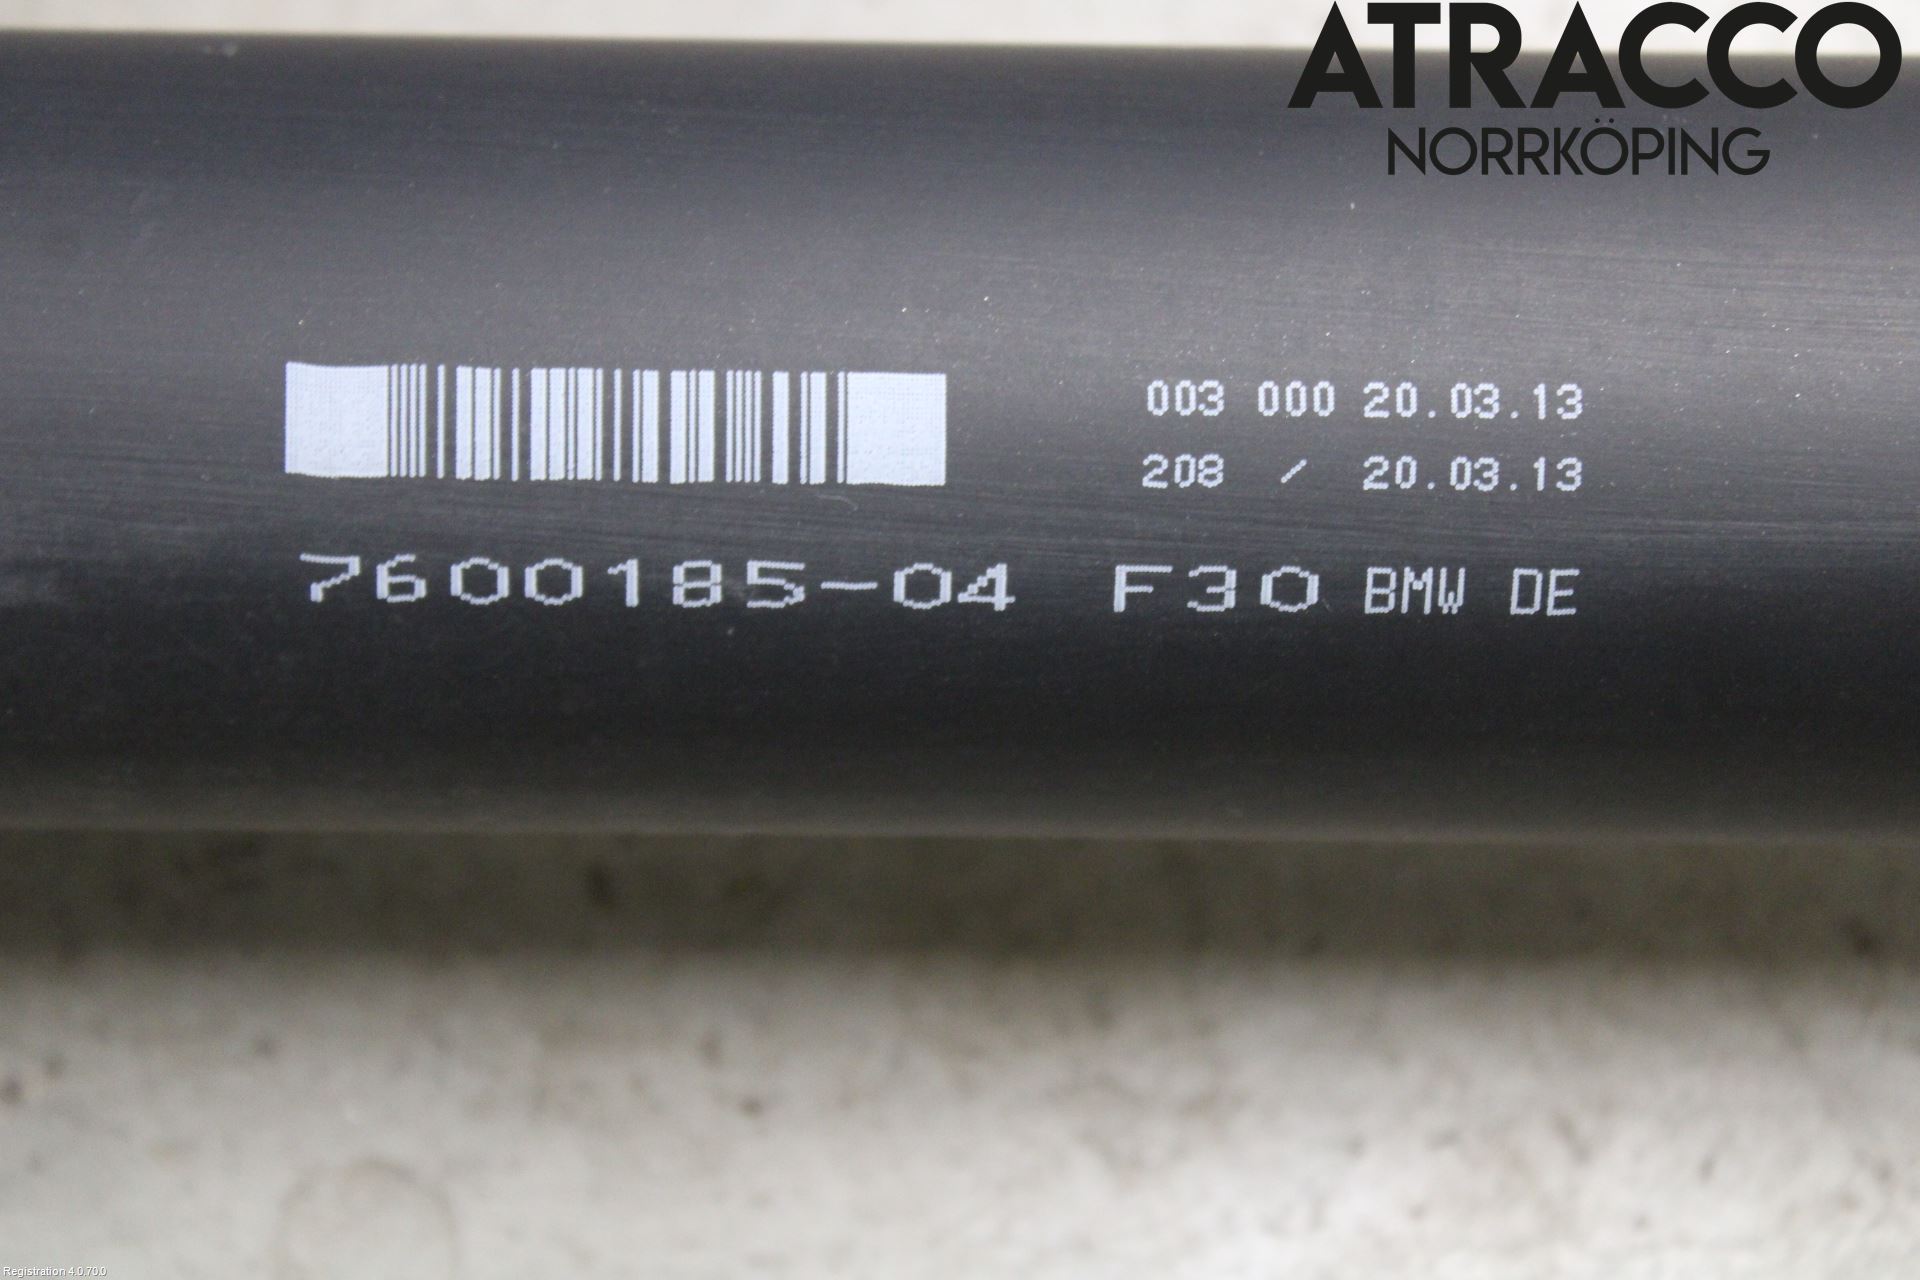 ATRACCO
NORRKÖPING
003 000 20.03.13
208 / 20.03.13
7600185-04 F30 BMW DE
Registration 4.0.70.0